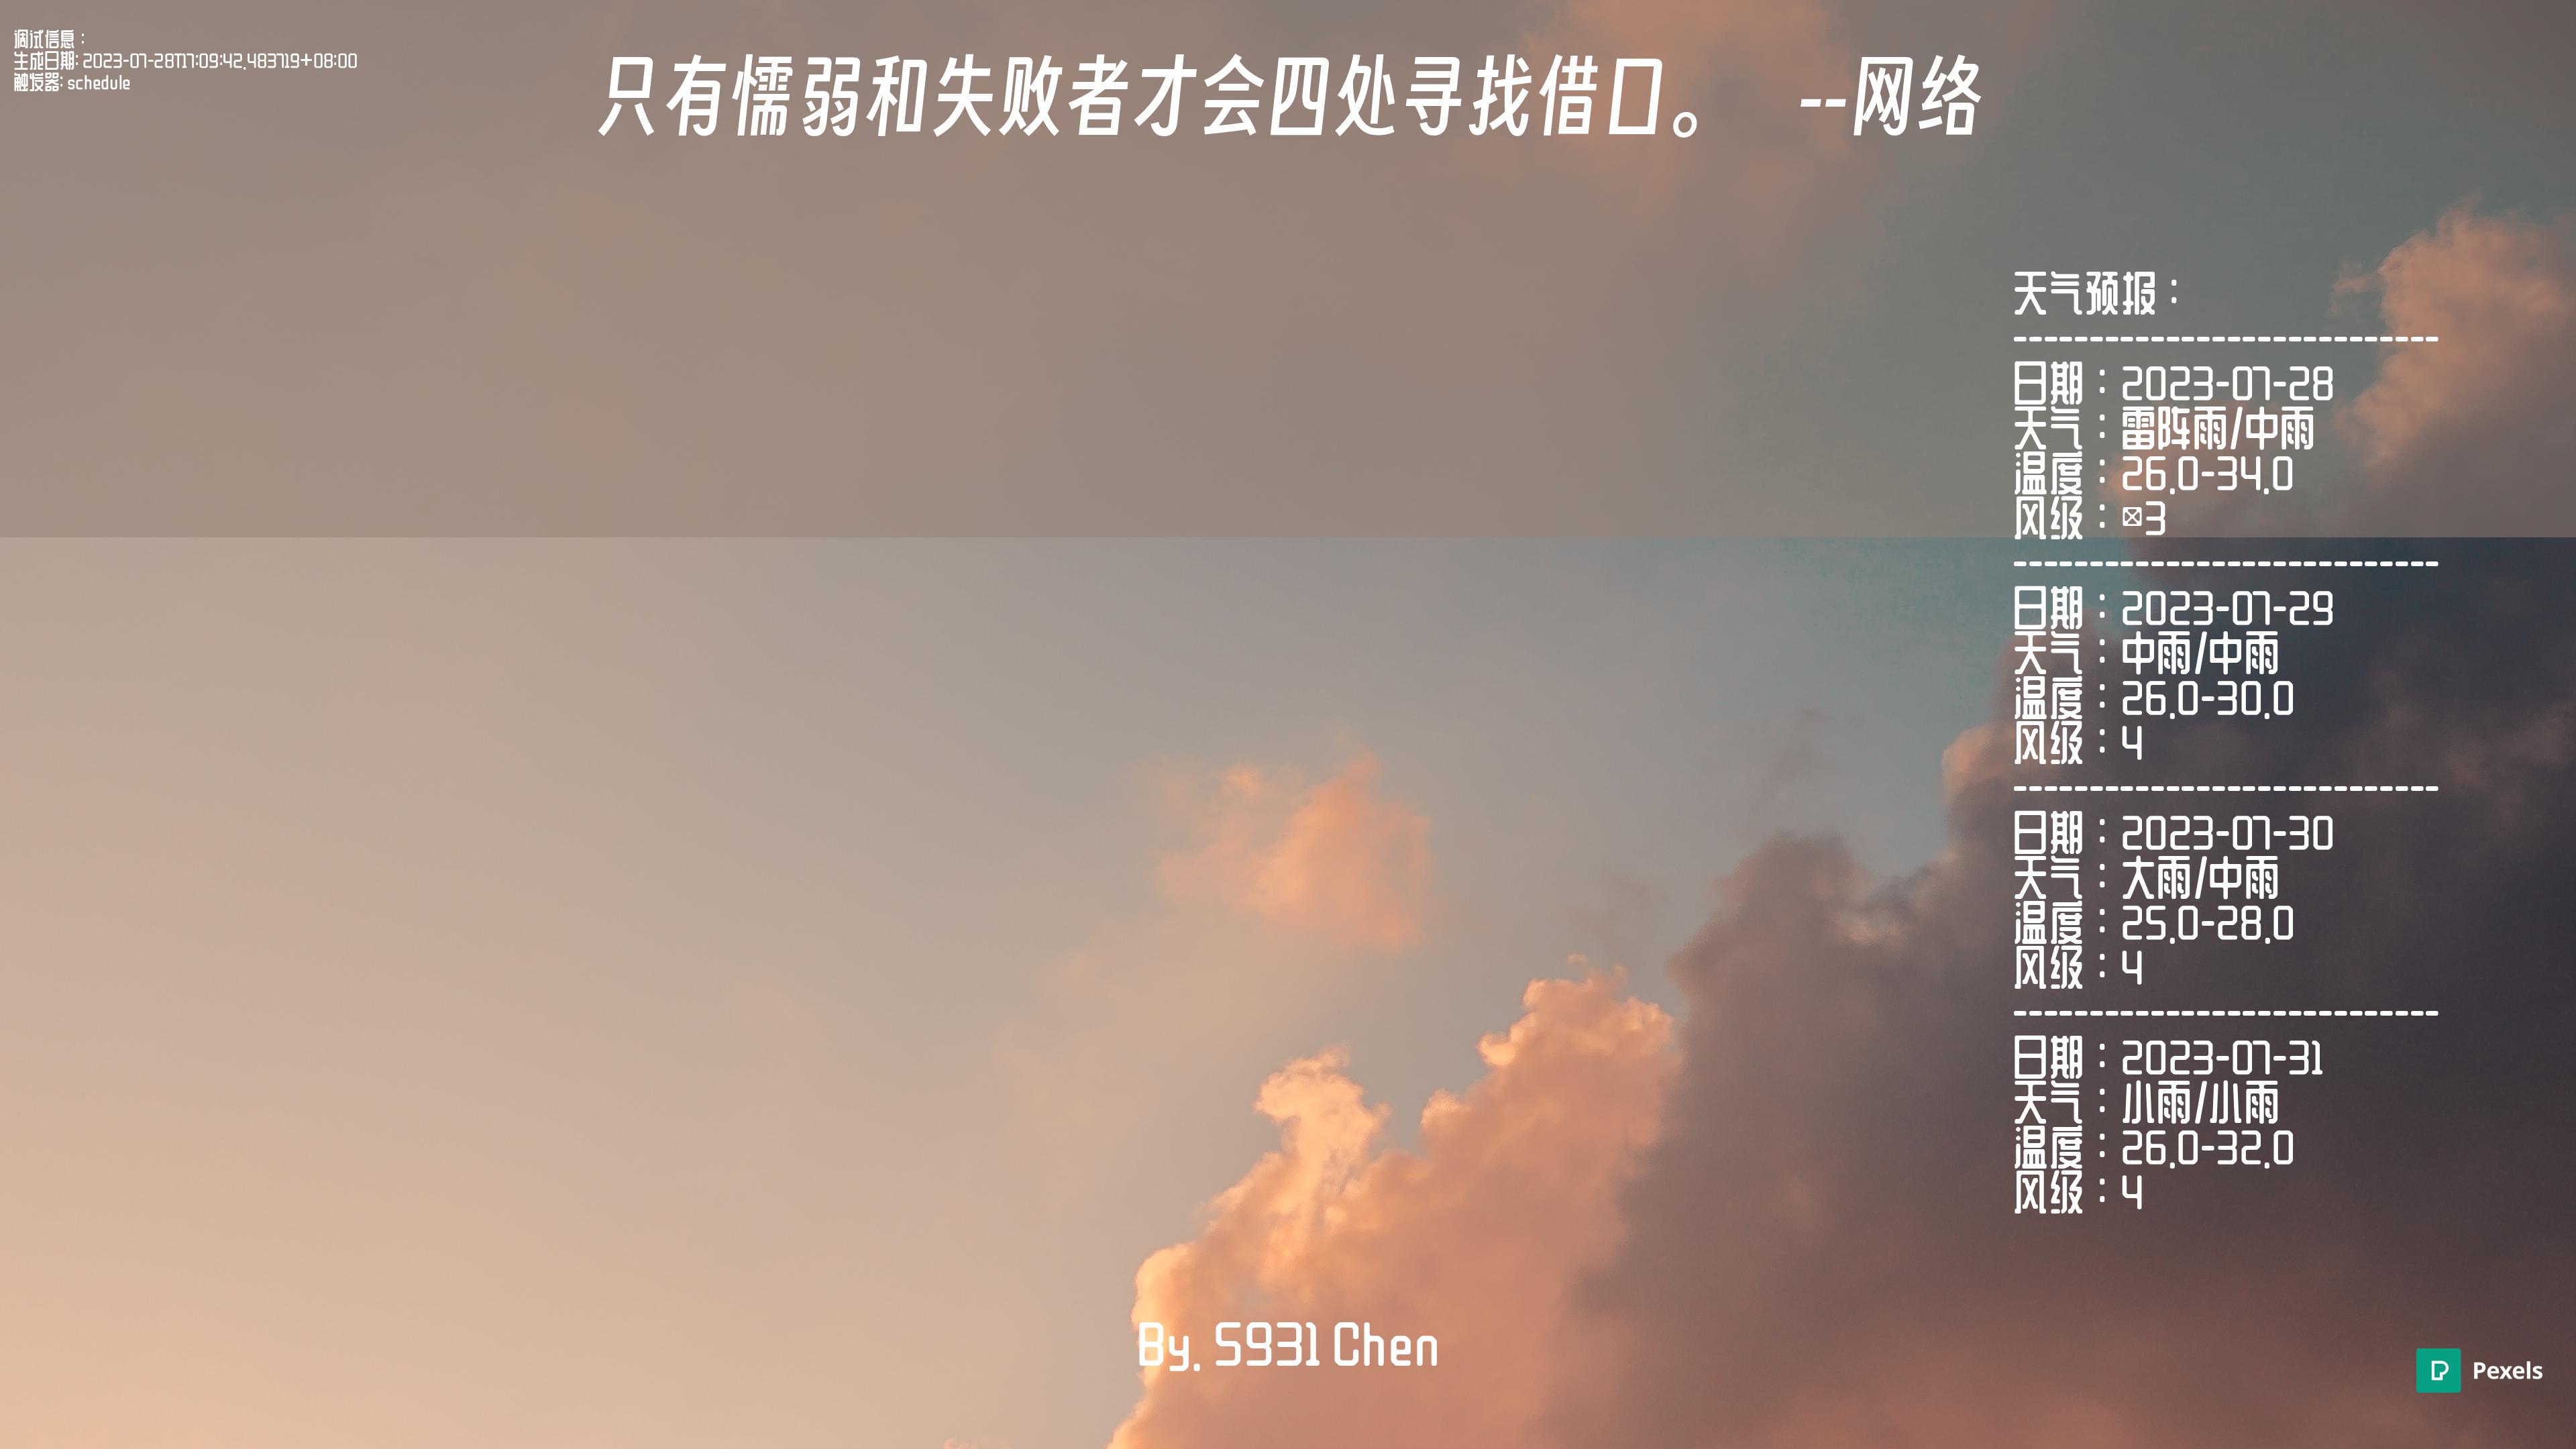 调试信息：
生成日期: 2023-07-28T17:09:42.483719+08:00
触发器: schedule
只有懦弱和失败者才会四处寻找借口。 --网络
天气预报：
----------------------------
日期：2023-07-28
天气：雷阵雨/中雨
温度：26.0-34.0
风级：☒3
----------------------------
日期：2023-07-29
天气：中雨/中雨
温度：26.0-30.0
风级：4
----------------------------
日期：2023-07-30
天气：大雨/中雨
温度：25.0-28.0
风级：4
----------------------------
日期：2023-07-31
天气：小雨/小雨
温度：26.0-32.0
风级：4
By. S931 Chen
Pexels